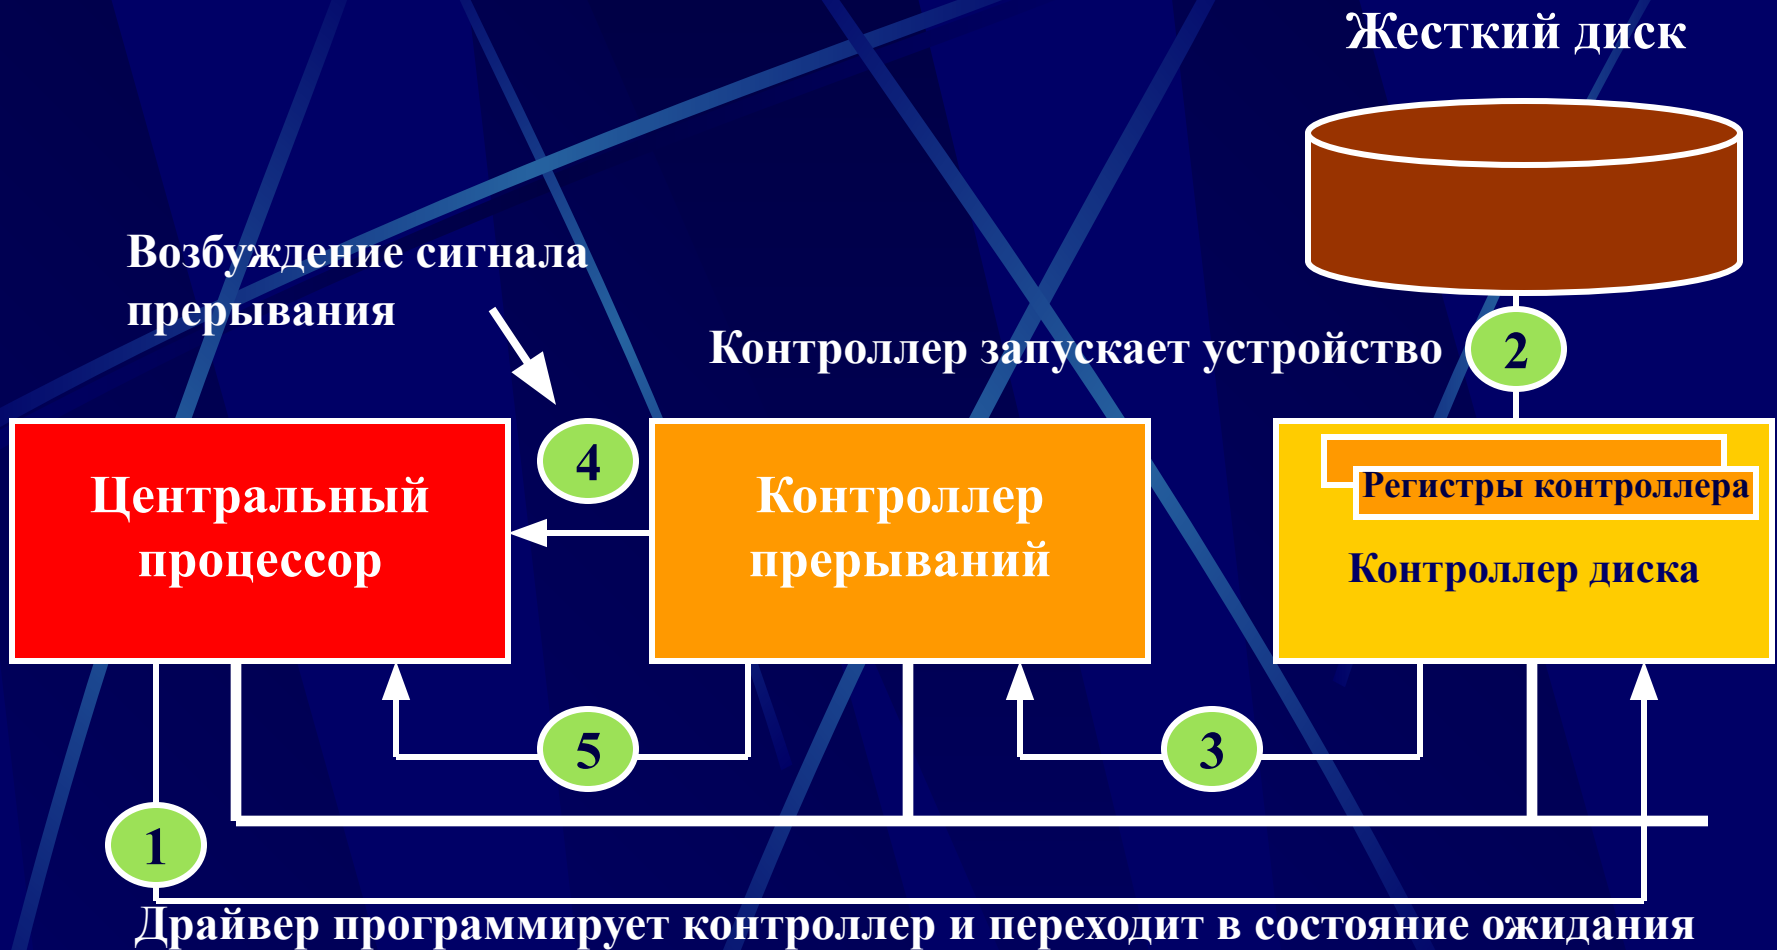 Жесткий диск
Возбуждение сигнала
прерывания
Контроллер запускает устройство
2
4
Центральный
процессор
Контроллер
прерываний
Регистры контроллера
Контроллер диска
5
3
1
Драйвер программирует контроллер и переходит в состояние ожидания